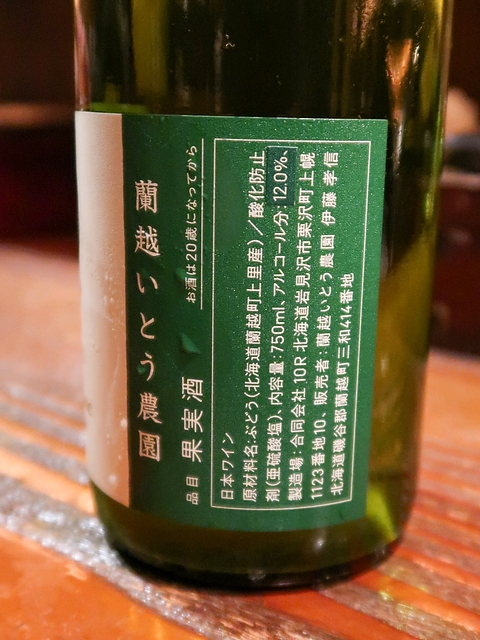 蘭越いとう農園
お酒は20歳になってから
品目 果実酒
日本ワイン
原材料名:ぶどう(北海道蘭越町上里産)/酸化防止
剤(亜硫酸塩)、内容量:750ml、アルコール分:12.0%、
製造場:合同会社10R 北海道岩見沢市栗沢町上幌
1123番地10、販売者:蘭越いとう農園 伊藤孝信
北海道磯谷郡蘭越町三和414番地